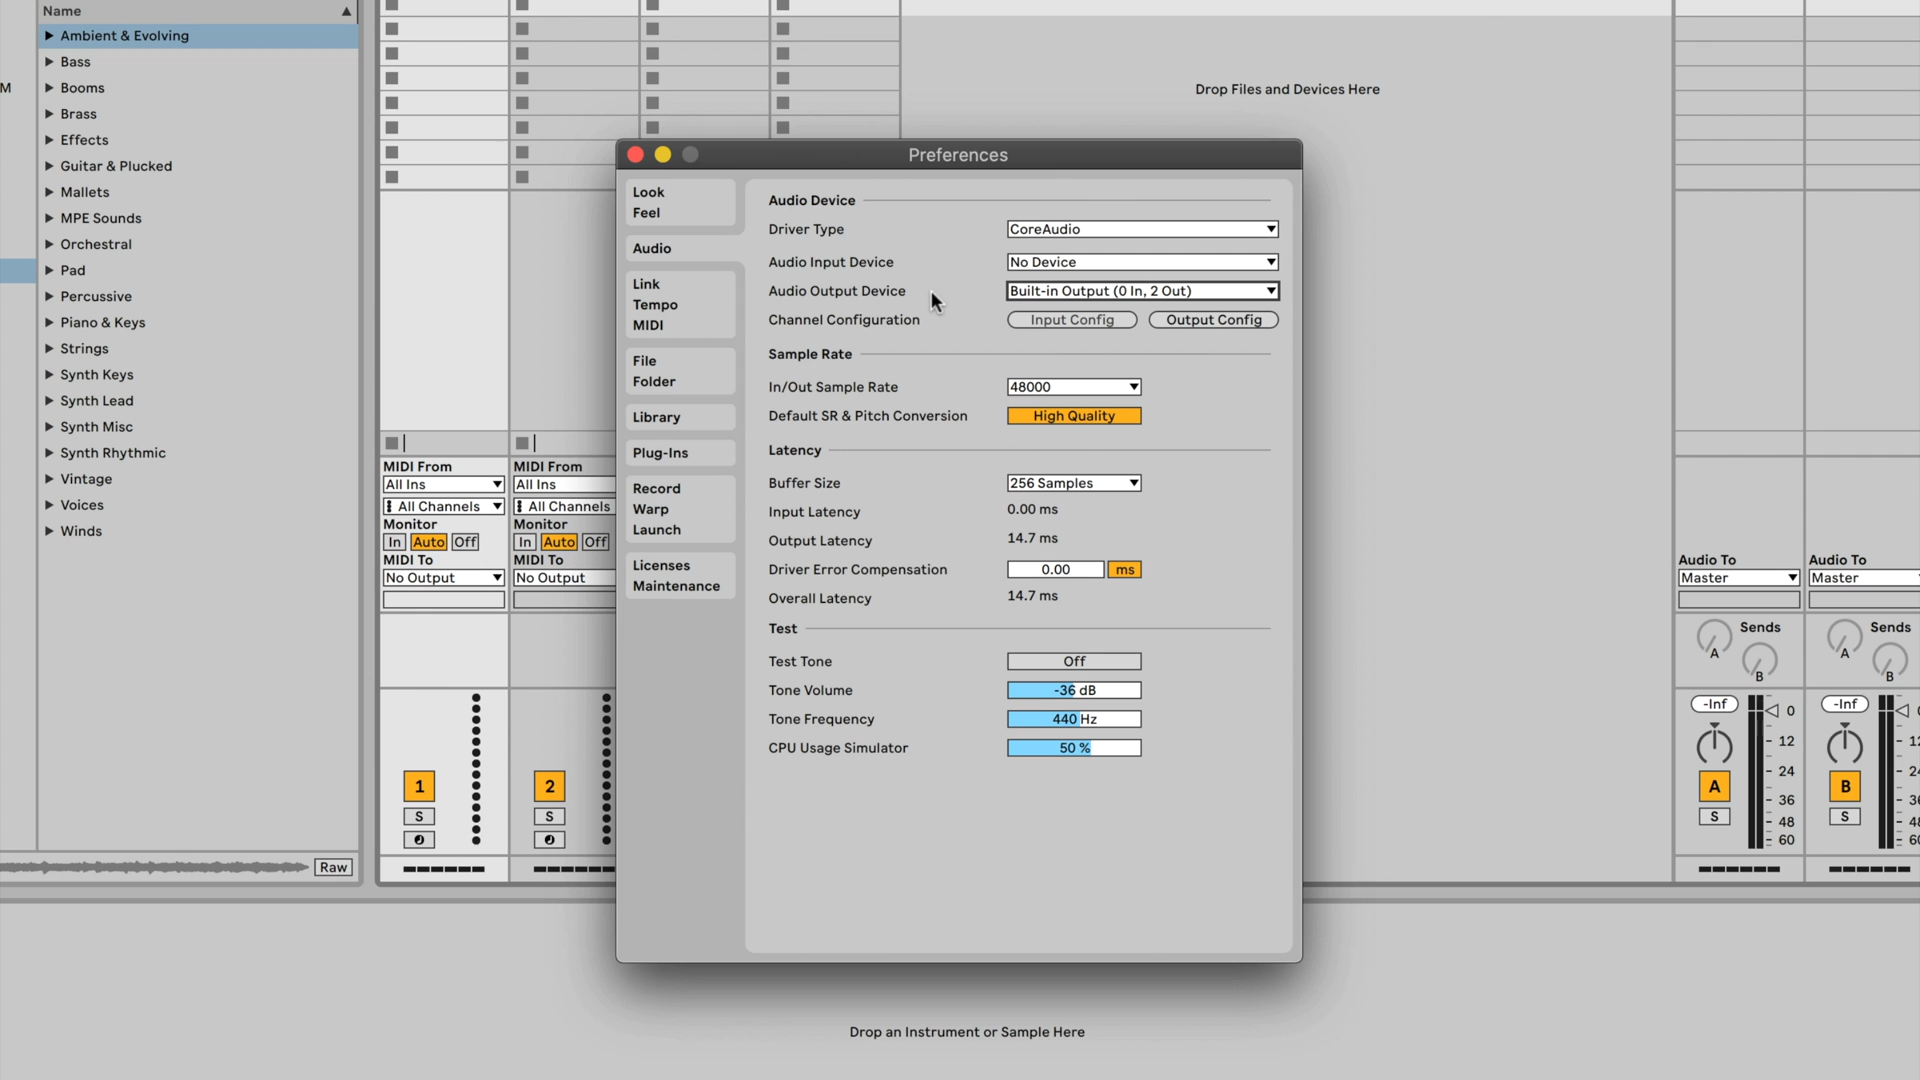 Name
Ambient & Evolving
Bass
M
Booms
Brass
Effects
Guitar & Plucked
Mallets
MPE Sounds
Orchestral
Pad
Percussive
Piano & Keys
Strings
Synth Keys
Synth Lead
Synth Misc
Synth Rhythmic
Vintage
Voices
Winds
Raw
Drop Files and Devices Here
MIDI From
All Ins
All Channels
Monitor
In Auto Off
MIDI To
No Output
1
S
MIDI From
All Ins
All Channels
Monitor
In Auto Off
MIDI To
No Output
2
S
Preferences
Look
Feel
Audio
Link
Tempo
MIDI
File
Folder
Library
Plug-Ins
Record
Warp
Launch
Licenses
Maintenance
Audio Device
Driver Type CoreAudio
Audio Input Device No Device
Audio Output Device Built-in Output (0 In, 2 Out)
Channel Configuration Input Config Output Config
Sample Rate
In/Out Sample Rate 48000
Default SR & Pitch Conversion High Quality
Latency
Buffer Size 256 Samples
Input Latency 0.00 ms
Output Latency 14.7 ms
Driver Error Compensation 0.00 ms
Overall Latency 14.7 ms
Test
Test Tone Off
Tone Volume -36 dB
Tone Frequency 440 Hz
CPU Usage Simulator 50 %
Audio To
Master
Sends
A
B
-Inf
0
12
24
36
48
60
A
S
Audio To
Master
Sends
A
B
-Inf
B
S
Drop an Instrument or Sample Here